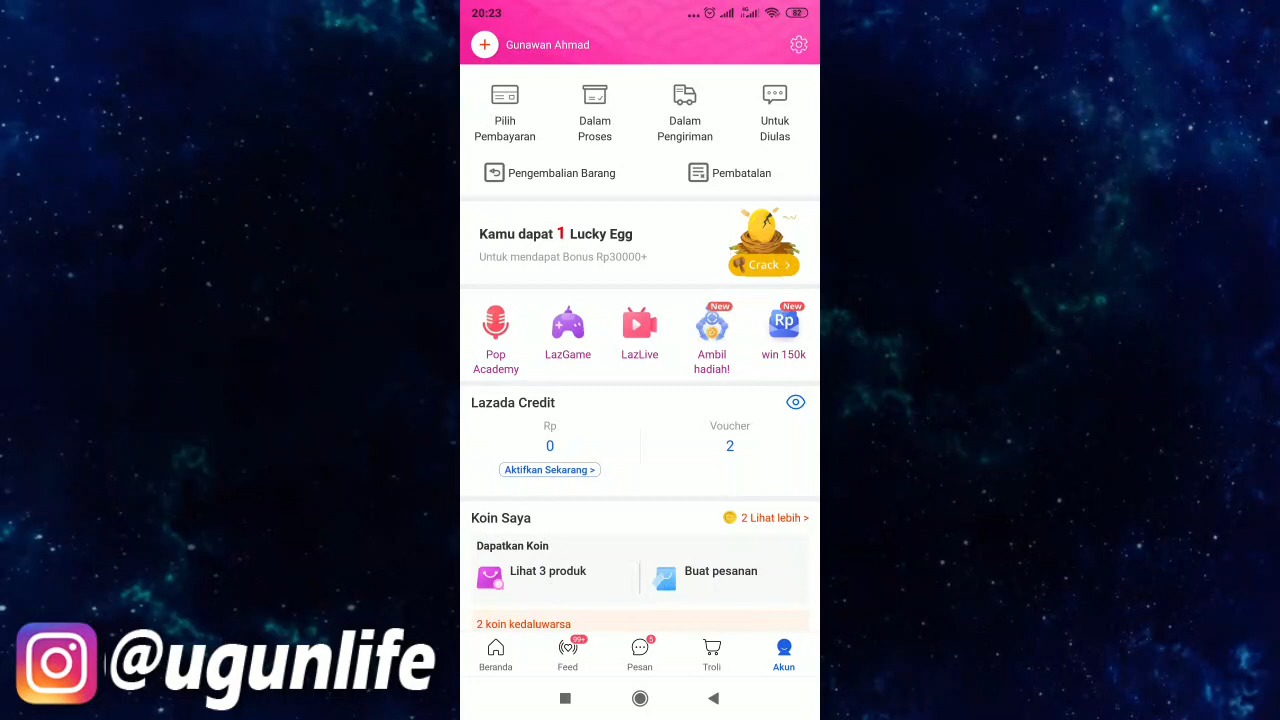 20:23
4G
82
Gunawan Ahmad
Pilih
Pembayaran
Dalam
Proses
Dalam
Pengiriman
Untuk
Diulas
Pengembalian Barang
Pembatalan
Kamu dapat 1 Lucky Egg
Untuk mendapat Bonus Rp30000+
Crack >
New
New
Rp
Pop
Academy
LazGame
LazLive
Ambil
hadiah!
win 150k
Lazada Credit
Rp
0
Aktifkan Sekarang >
Voucher
2
Koin Saya
2 Lihat lebih >
Dapatkan Koin
Lihat 3 produk
Buat pesanan
2 koin kedaluwarsa
99+
5
Beranda
Feed
Pesan
Troli
Akun
@ugunlife